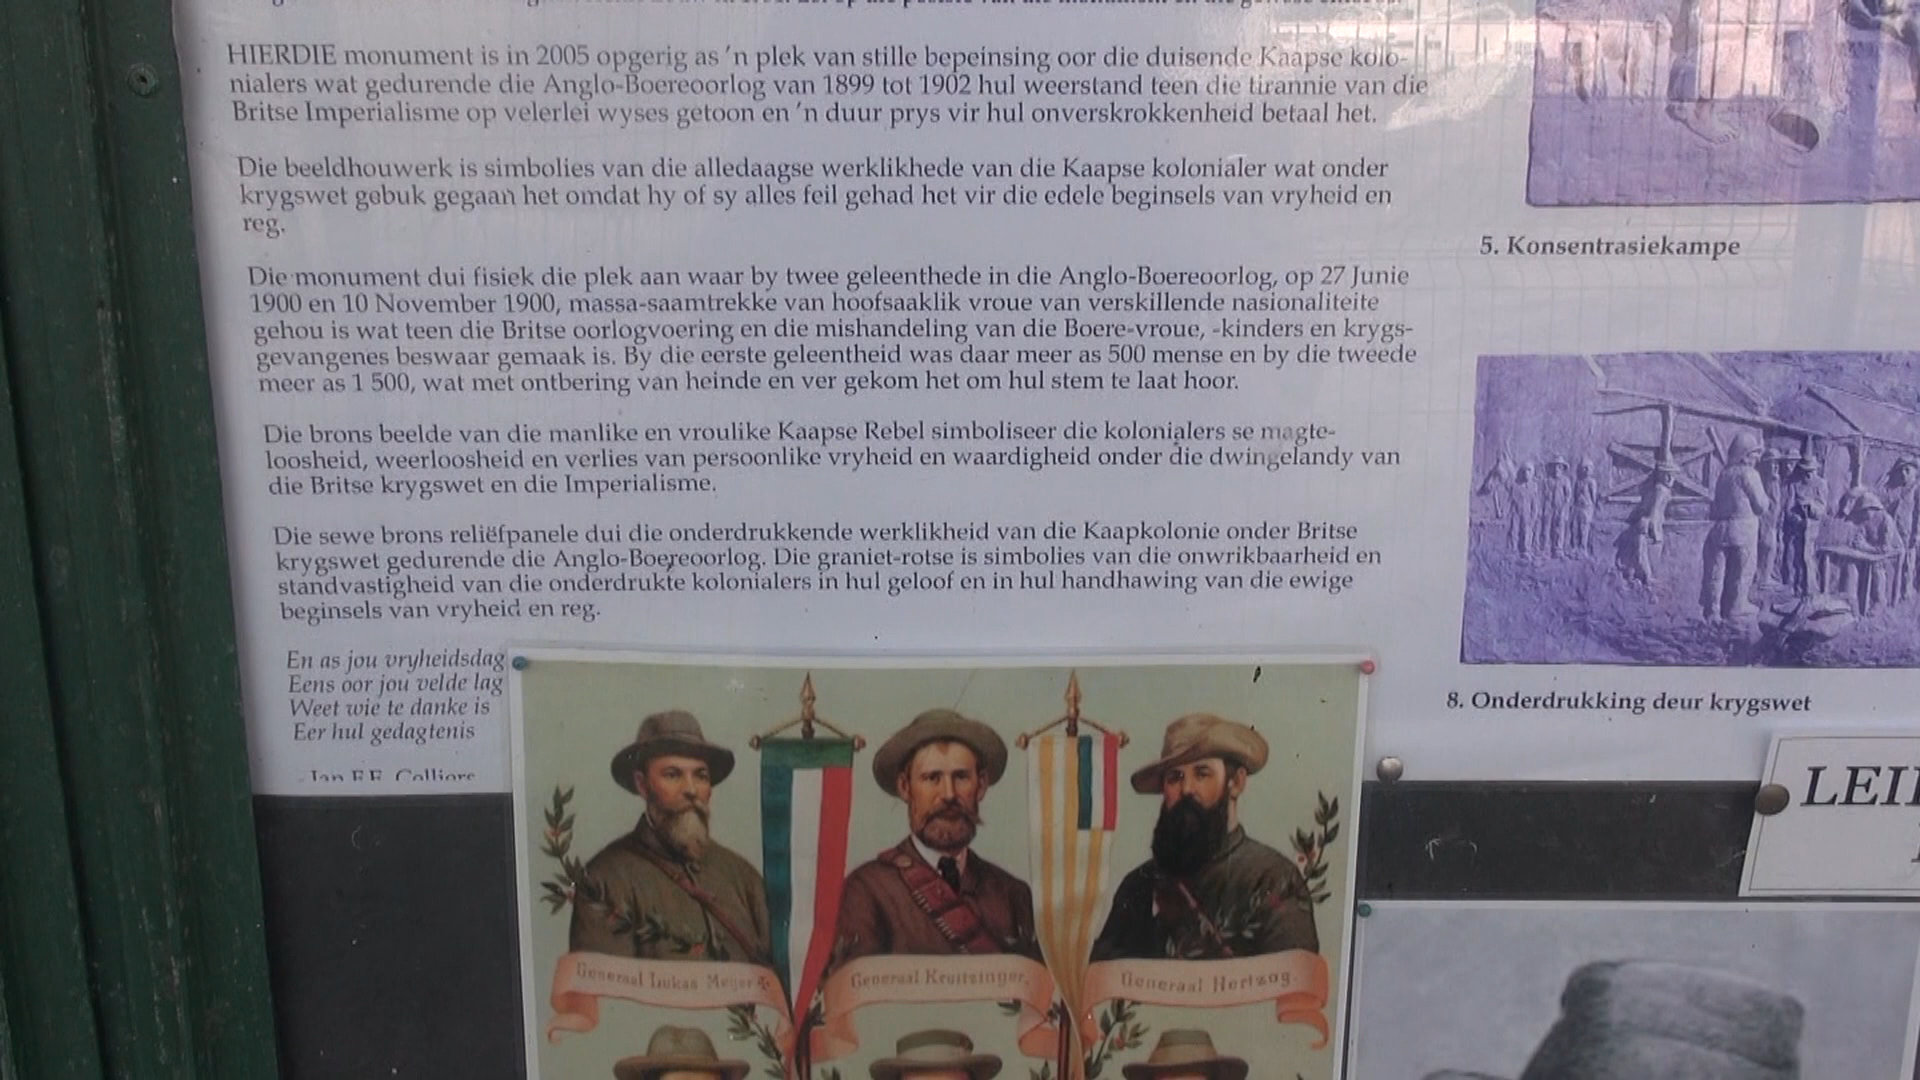 HIERDIE monument is in 2005 opgerig as 'n plek van stille bepeinsing oor die duisende Kaapse kolo-
nialers wat gedurende die Anglo-Boereoorlog van 1899 tot 1902 hul weerstand teen die tirannie van die
Britse Imperialisme op velerlei wyses getoon en 'n duur prys vir hul onverskrokkenheid betaal het.
Die beeldhouwerk is simbolies van die alledaagse werklikhede van die Kaapse kolonialer wat onder
krygswet gebuk gegaan het omdat hy of sy alles feil gehad het vir die edele beginsels van vryheid en
reg.
Die monument dui fisiek die plek aan waar by twee geleenthede in die Anglo-Boereoorlog, op 27 Junie
1900 en 10 November 1900, massa-saamtrekke van hoofsaaklik vroue van verskillende nasionaliteite
gehou is wat teen die Britse oorlogvoering en die mishandeling van die Boere-vroue, -kinders en krygs-
gevangenes beswaar gemaak is. By die eerste geleentheid was daar meer as 500 mense en by die tweede
meer as 1 500, wat met ontbering van heinde en ver gekom het om hul stem te laat hoor.
Die brons beelde van die manlike en vroulike Kaapse Rebel simboliseer die kolonialers se magte-
loosheid, weerloosheid en verlies van persoonlike vryheid en waardigheid onder die dwingelandy van
die Britse krygswet en die Imperialisme.
Die sewe brons reliëfpanele dui die onderdrukkende werklikheid van die Kaapkolonie onder Britse
krygswet gedurende die Anglo-Boereoorlog. Die graniet-rotse is simbolies van die onwrikbaarheid en
standvastigheid van die onderdrukte kolonialers in hul geloof en in hul handhawing van die ewige
beginsels van vryheid en reg.
En as jou vryheidsdag
Eens oor jou velde lag
Weet wie te danke is
Eer hul gedagtenis
5. Konsentrasiekampe
8. Onderdrukking deur krygswet
Generaal Lukas Meyer
Generaal Kruitzinger.
Generaal Hertzog.